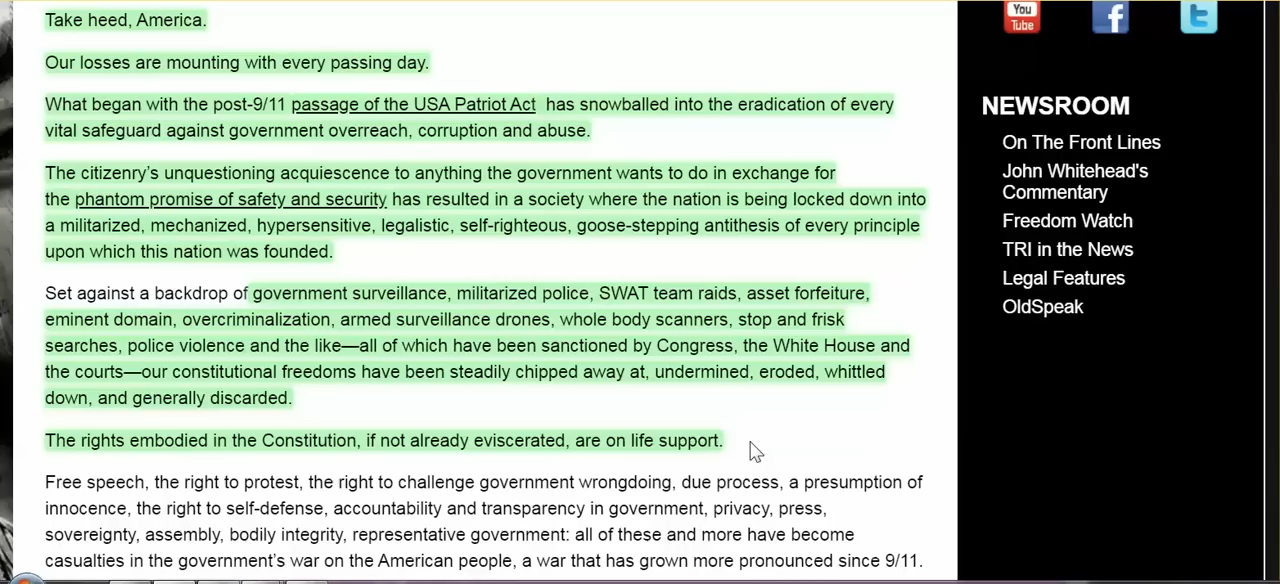 Take heed, America.
Our losses are mounting with every passing day.
What began with the post-9/11 passage of the USA Patriot Act has snowballed into the eradication of every
vital safeguard against government overreach, corruption and abuse.
The citizenry’s unquestioning acquiescence to anything the government wants to do in exchange for
the phantom promise of safety and security has resulted in a society where the nation is being locked down into
a militarized, mechanized, hypersensitive, legalistic, self-righteous, goose-stepping antithesis of every principle
upon which this nation was founded.
Set against a backdrop of government surveillance, militarized police, SWAT team raids, asset forfeiture,
eminent domain, overcriminalization, armed surveillance drones, whole body scanners, stop and frisk
searches, police violence and the like—all of which have been sanctioned by Congress, the White House and
the courts—our constitutional freedoms have been steadily chipped away at, undermined, eroded, whittled
down, and generally discarded.
The rights embodied in the Constitution, if not already eviscerated, are on life support.
Free speech, the right to protest, the right to challenge government wrongdoing, due process, a presumption of
innocence, the right to self-defense, accountability and transparency in government, privacy, press,
sovereignty, assembly, bodily integrity, representative government: all of these and more have become
casualties in the government’s war on the American people, a war that has grown more pronounced since 9/11.
You
Tube
f
t
NEWSROOM
On The Front Lines
John Whitehead's
Commentary
Freedom Watch
TRI in the News
Legal Features
OldSpeak